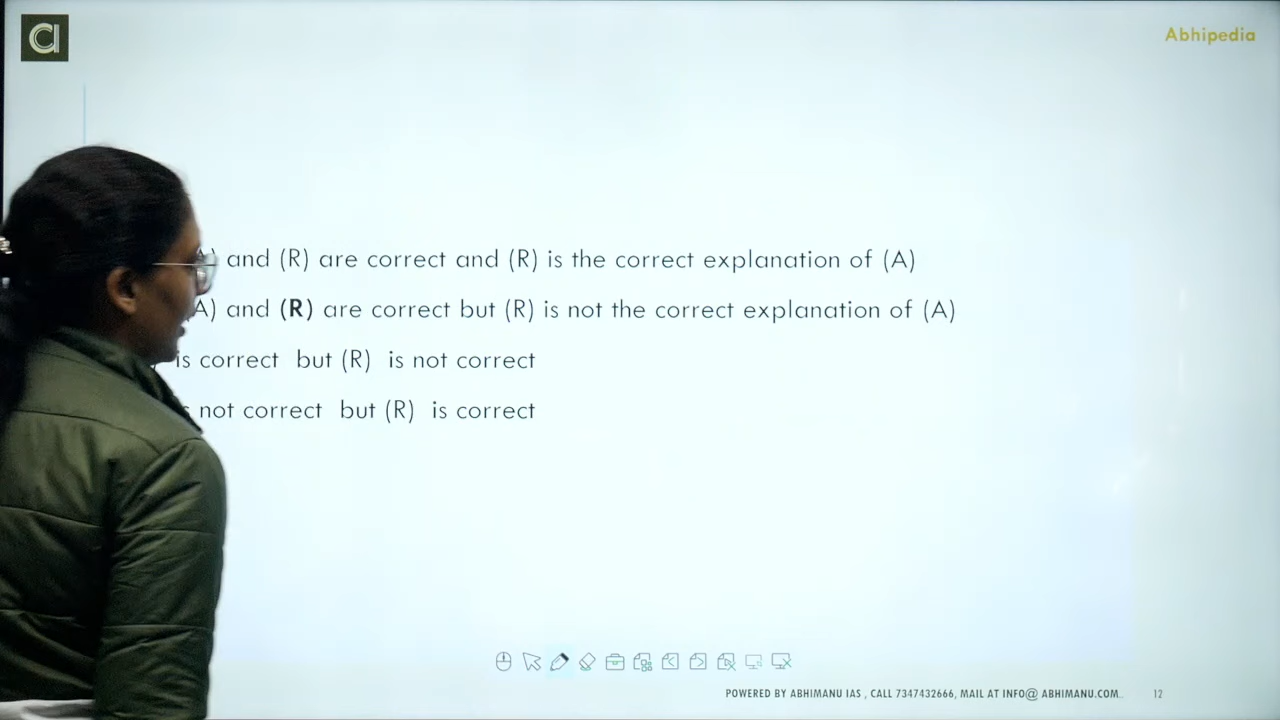 Abhipedia
A) and (R) are correct and (R) is the correct explanation of (A)
(A) and (R) are correct but (R) is not the correct explanation of (A)
is correct but (R) is not correct
not correct but (R) is correct
POWERED BY ABHIMANU IAS , CALL 7347432666, MAIL AT INFO@ ABHIMANU.COM.. 12